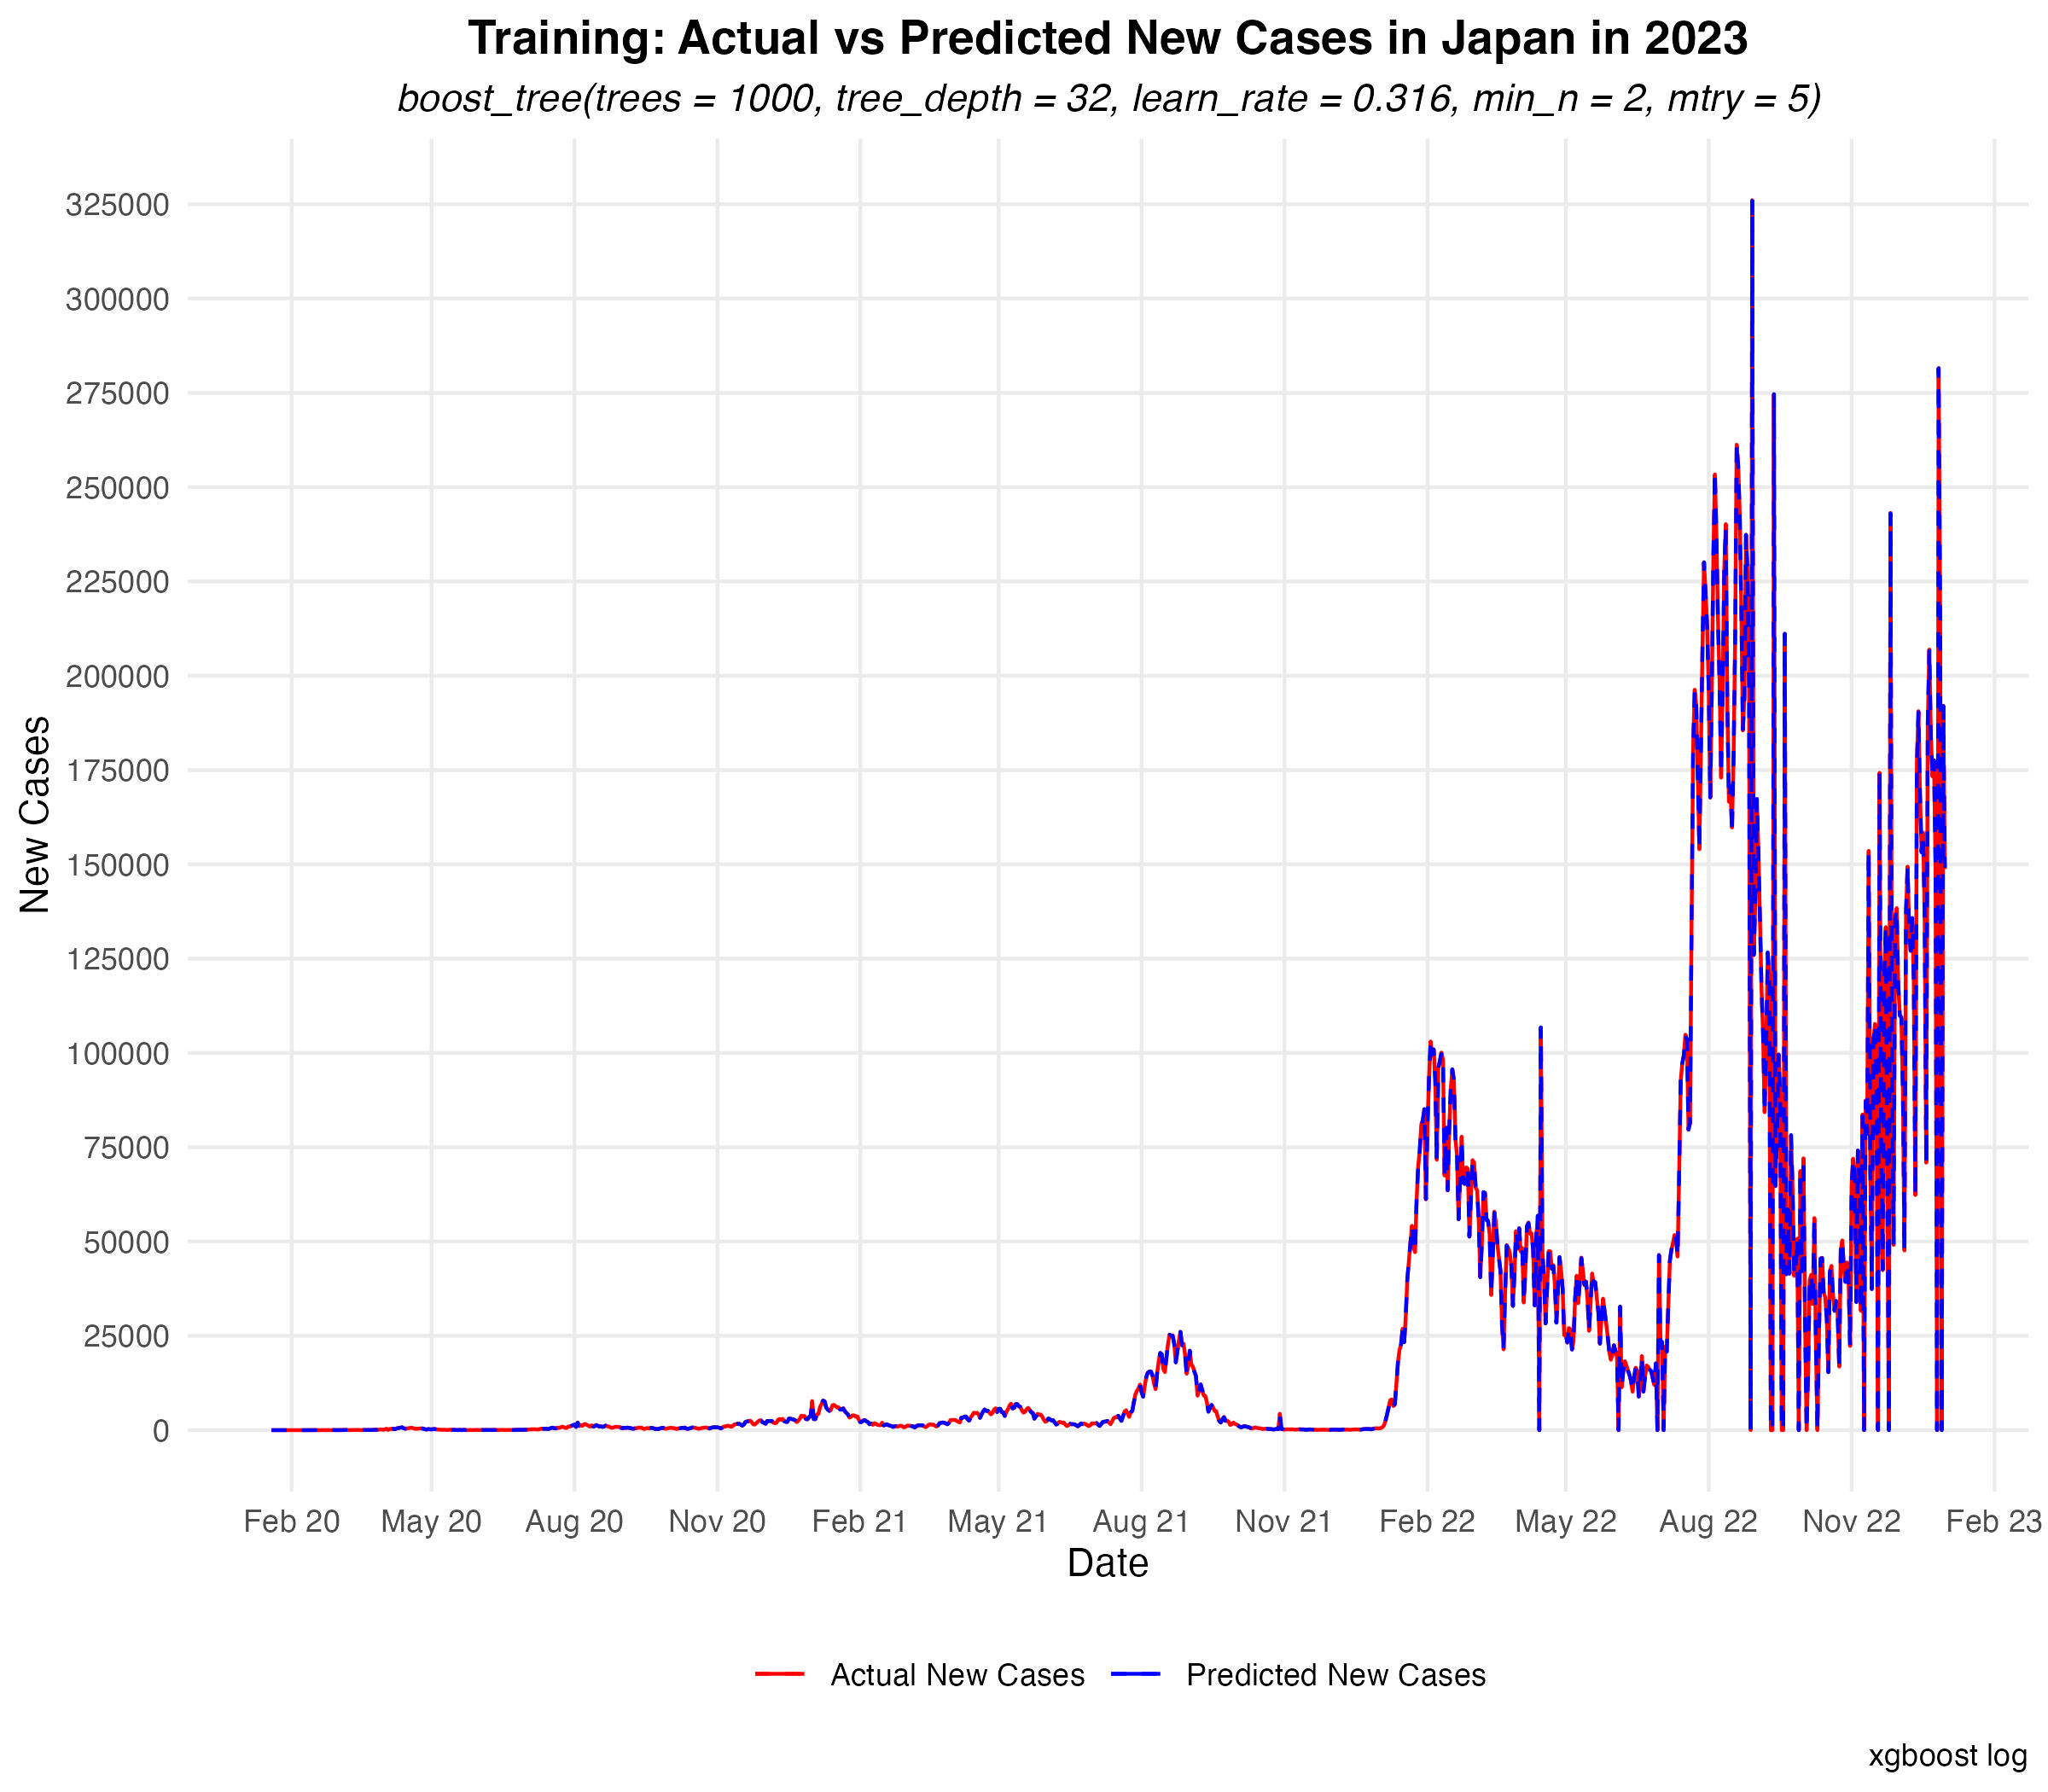 Training: Actual vs Predicted New Cases in Japan in 2023
boost_tree(trees = 1000, tree_depth = 32, learn_rate = 0.316, min_n = 2, mtry = 5)
325000
300000
275000
250000
225000
200000
175000
150000
125000
100000
75000
50000
25000
0
New Cases
Feb 20 May 20 Aug 20 Nov 20 Feb 21 May 21 Aug 21 Nov 21 Feb 22 May 22 Aug 22 Nov 22 Feb 23
Date
Actual New Cases Predicted New Cases
xgboost log